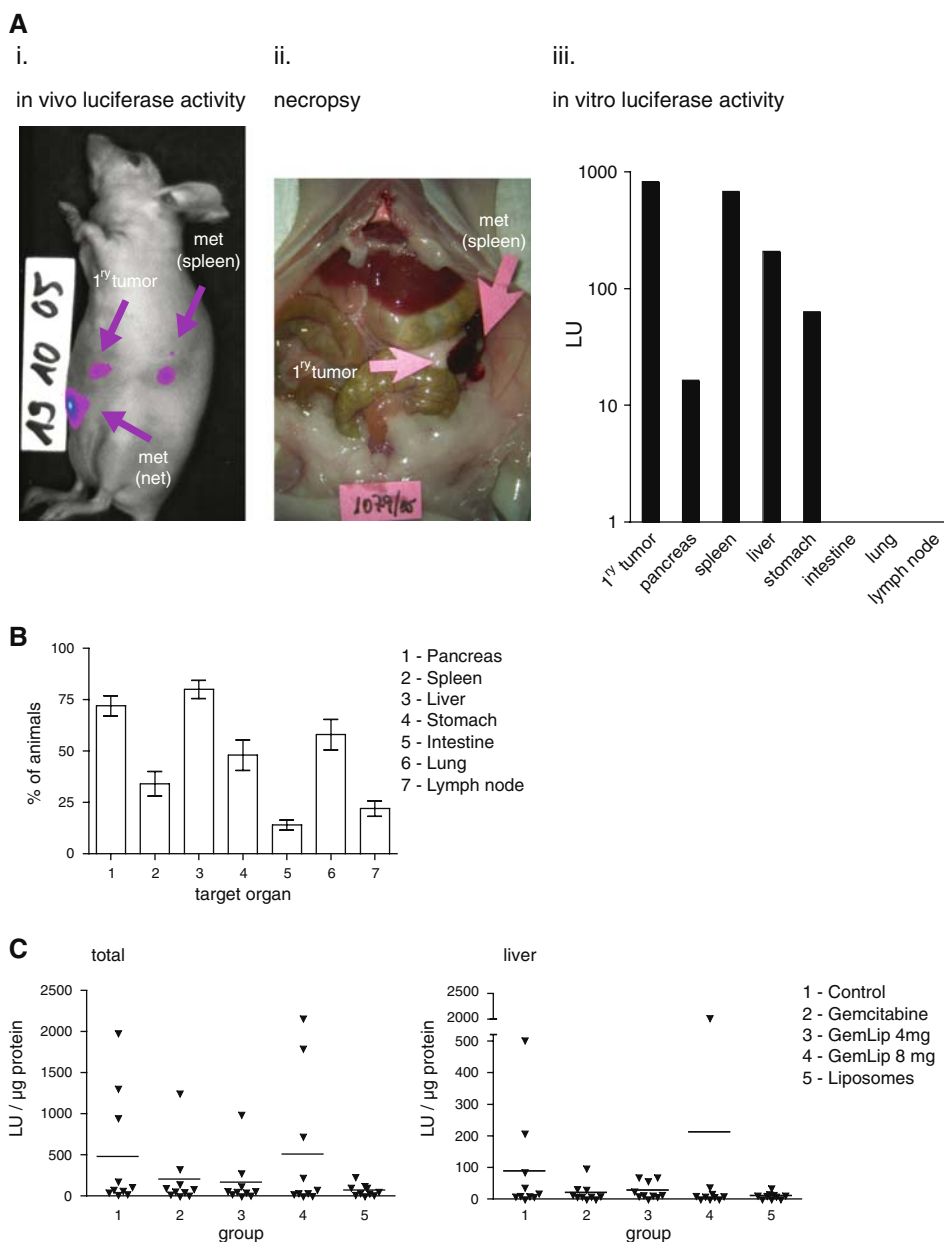 A
i.
in vivo luciferase activity
met
(spleen)
1ry tumor
met
(net)
19 10 05
ii.
necropsy
met
(spleen)
1ry tumor
1079/05
iii.
in vitro luciferase activity
LU
1000
100
10
1
1ry tumor
pancreas
spleen
liver
stomach
intestine
lung
lymph node
B
% of animals
100
75
50
25
0
1 2 3 4 5 6 7
target organ
1 - Pancreas
2 - Spleen
3 - Liver
4 - Stomach
5 - Intestine
6 - Lung
7 - Lymph node
C
total
LU / µg protein
2500
2000
1500
1000
500
0
1 2 3 4 5
group
liver
LU / µg protein
2500
2000
500
400
300
200
100
0
1 2 3 4 5
group
1 - Control
2 - Gemcitabine
3 - GemLip 4mg
4 - GemLip 8 mg
5 - Liposomes